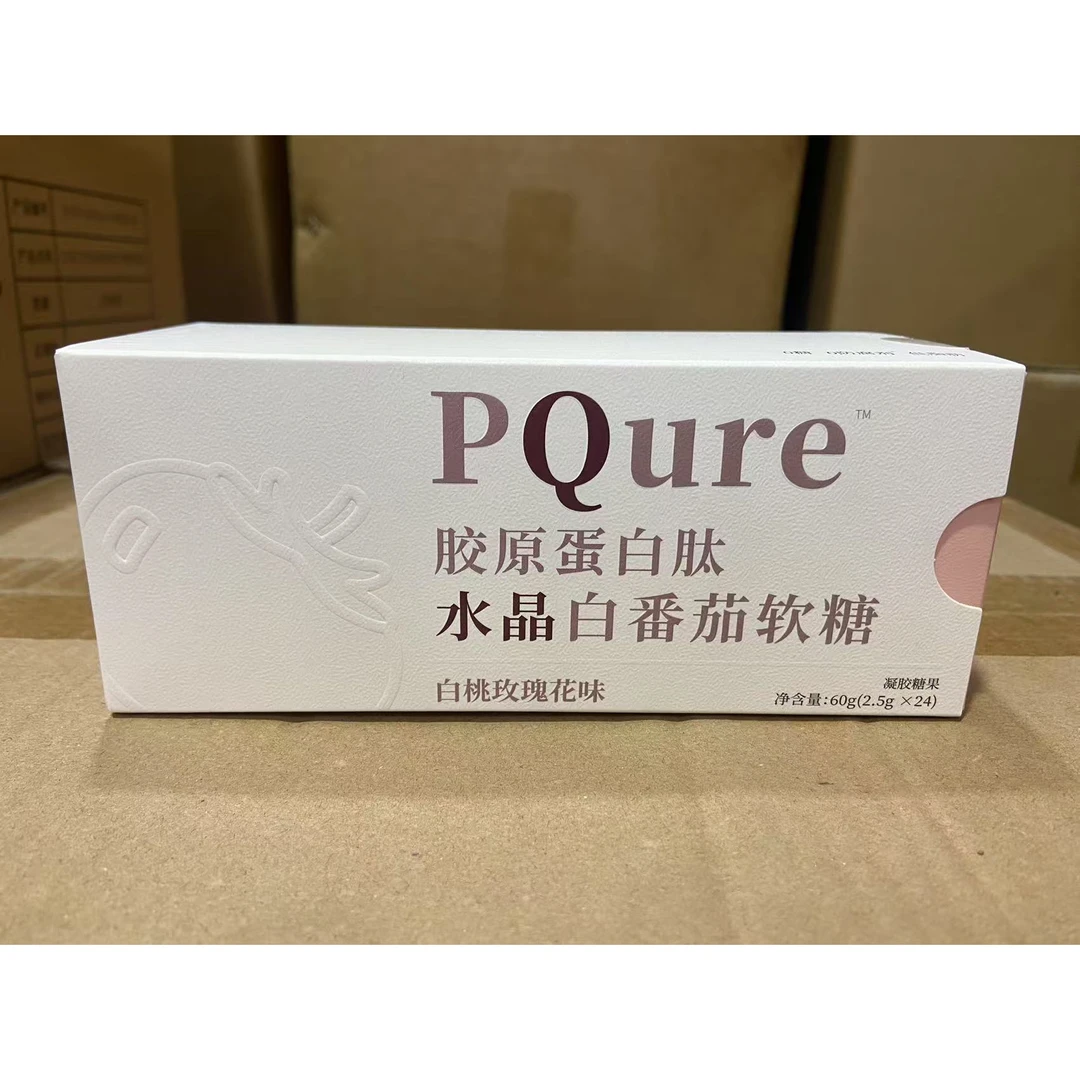 PQure™
胶原蛋白肽
水晶白番茄软糖
白桃玫瑰花味
凝胶糖果
净含量:60g(2.5g ×24)